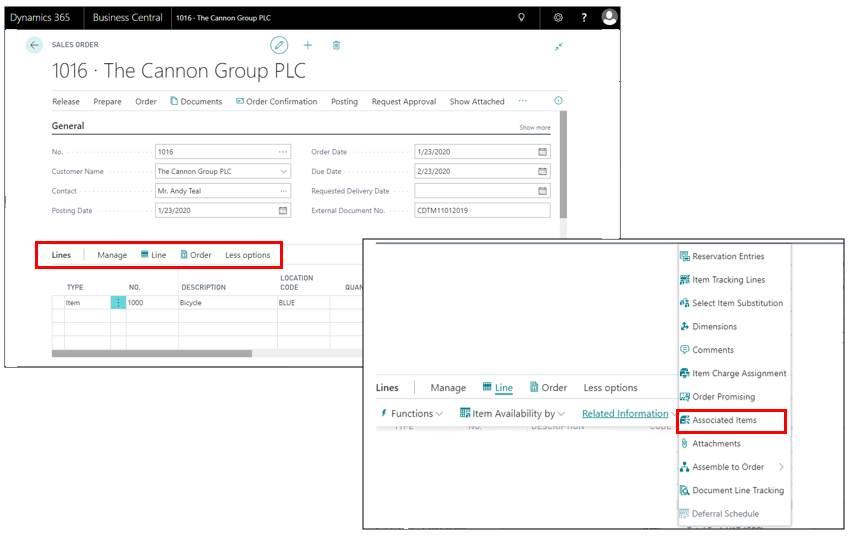 Dynamics 365 Business Central 1016 · The Cannon Group PLC ?
SALES ORDER
1016 · The Cannon Group PLC
Release Prepare Order Documents Order Confirmation Posting Request Approval Show Attached ...
General Show more
No. 1016 Order Date 1/23/2020
Customer Name The Cannon Group PLC Due Date 2/23/2020
Contact Mr. Andy Teal Requested Delivery Date
Posting Date 1/23/2020 External Document No. CDTM11012019
Lines Manage Line Order Less options
TYPE NO. DESCRIPTION LOCATION CODE
Item 1000 Bicycle BLUE
Reservation Entries
Item Tracking Lines
Select Item Substitution
Dimensions
Comments
Item Charge Assignment
Order Promising
Associated Items
Attachments
Assemble to Order
Document Line Tracking
Deferral Schedule
Lines Manage Line Order Less options
Functions Item Availability by Related Information
TYPE NO. DESCRIPTION CODE